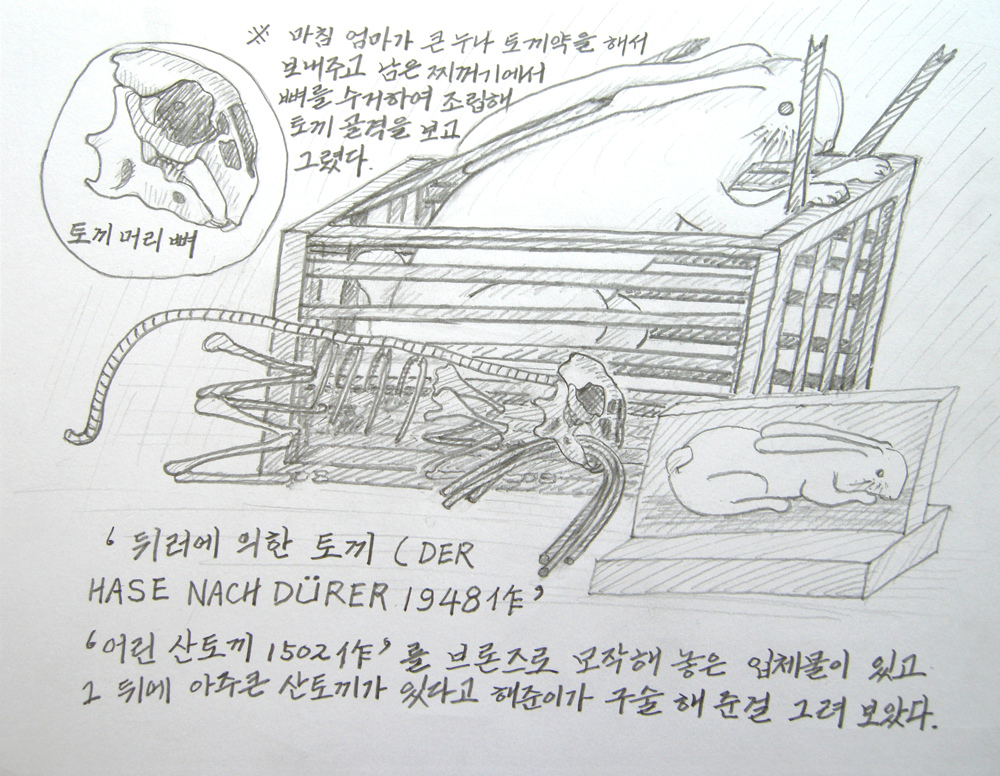 ※ 마침 엄마가 큰누나 토끼약을 해서
보내주고 남은 찌꺼기에서
뼈를 수거하여 조립해
토끼 골격을 보고
그렸다.
토끼머리뼈
‘뒤러에 의한 토끼 (DER
HASE NACH DÜRER 1948作’
‘어린 산토끼 1502作’를 브론즈로 모작해 놓은 입체물이 있고
그 뒤에 아주큰 산토끼가 있다고 해준이가 구술해 준걸 그려 보았다.